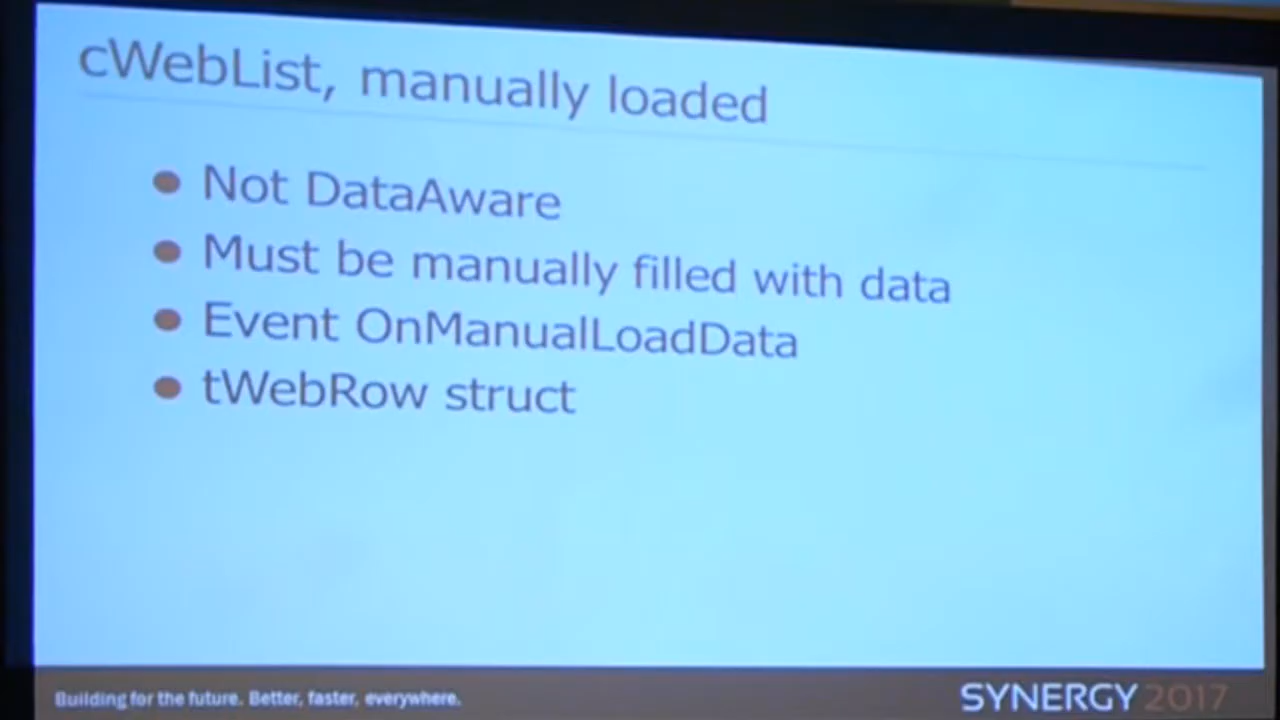 cWebList, manually loaded
Not DataAware
Must be manually filled with data
Event OnManualLoadData
tWebRow struct
Building for the future. Better, faster, everywhere.
SYNERGY 2017